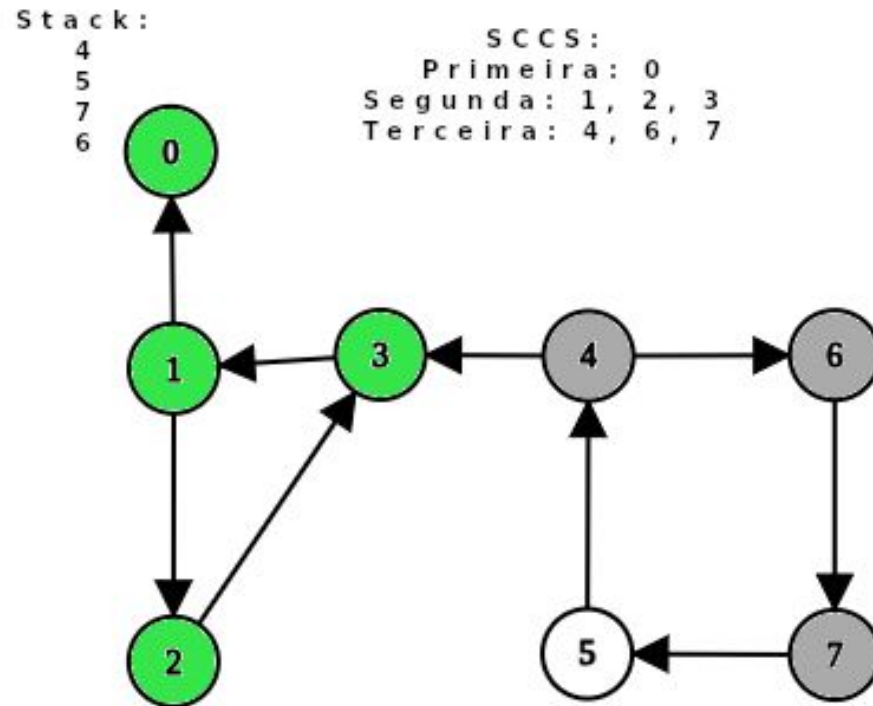 Stack:
4
5
7
6
SCCS:
Primeira: 0
Segunda: 1, 2, 3
Terceira: 4, 6, 7
0
1
3
4
6
2
5
7